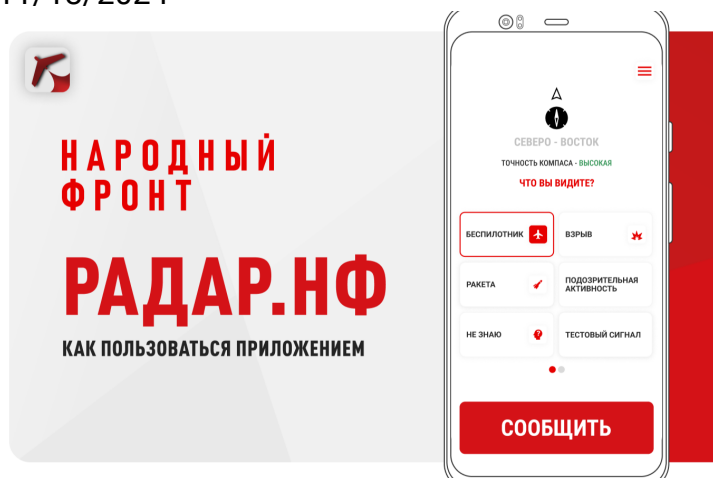 НАРОДНЫЙ
ФРОНТ
РАДАР.НФ
КАК ПОЛЬЗОВАТЬСЯ ПРИЛОЖЕНИЕМ
СЕВЕРО - ВОСТОК
ТОЧНОСТЬ КОМПАСА - ВЫСОКАЯ
ЧТО ВЫ ВИДИТЕ?
БЕСПИЛОТНИК
ВЗРЫВ
РАКЕТА
ПОДОЗРИТЕЛЬНАЯ
АКТИВНОСТЬ
НЕ ЗНАЮ
ТЕСТОВЫЙ СИГНАЛ
СООБЩИТЬ